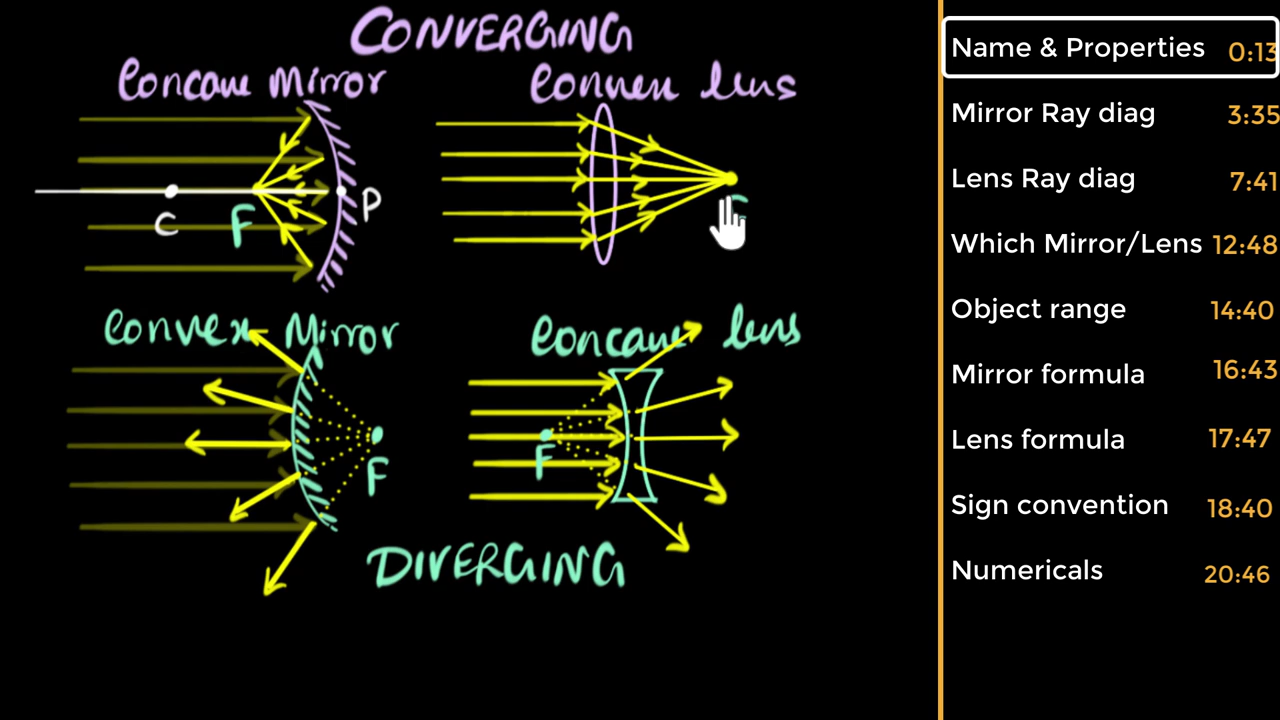 CONVERGING
Concave Mirror
Convex lens
C
F
P
Convex Mirror
Concave lens
F
F
DIVERGING
Name & Properties 0:13
Mirror Ray diag 3:35
Lens Ray diag 7:41
Which Mirror/Lens 12:48
Object range 14:40
Mirror formula 16:43
Lens formula 17:47
Sign convention 18:40
Numericals 20:46